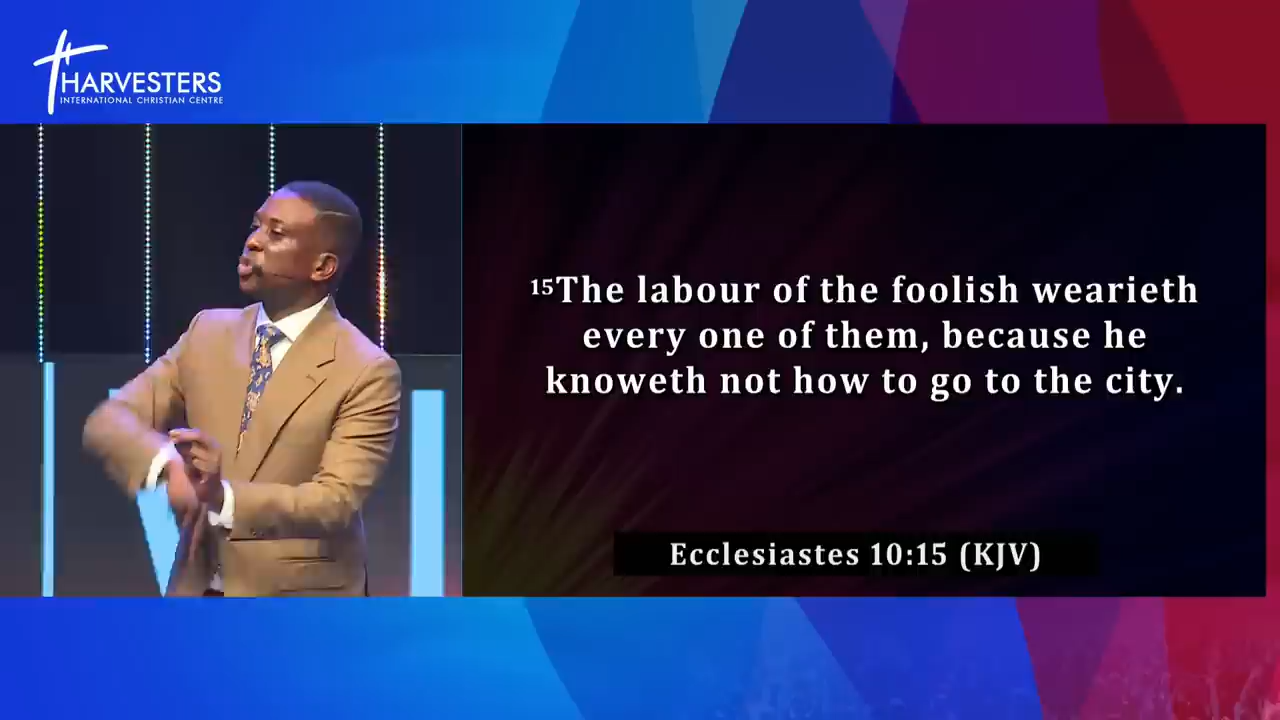 HARVESTERS
INTERNATIONAL CHRISTIAN CENTRE
¹⁵The labour of the foolish wearieth
every one of them, because he
knoweth not how to go to the city.
Ecclesiastes 10:15 (KJV)